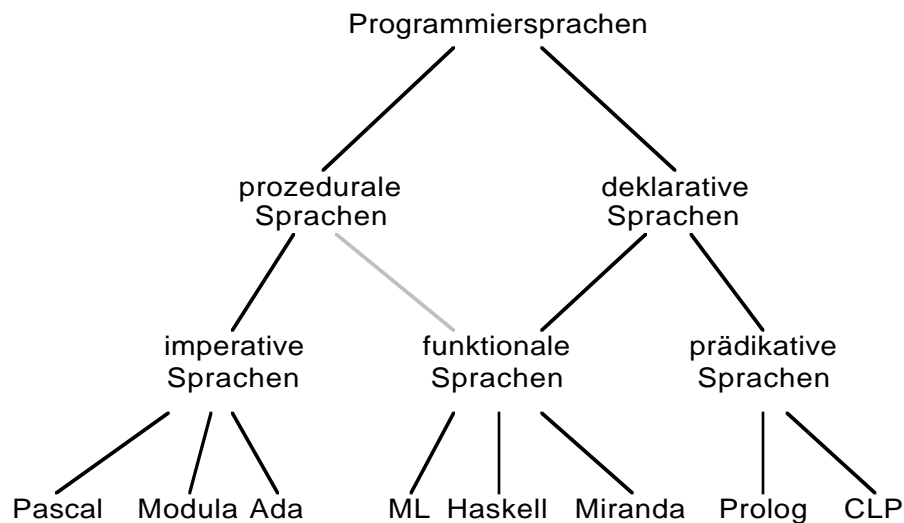 Programmiersprachen
prozedurale
Sprachen
deklarative
Sprachen
imperative
Sprachen
funktionale
Sprachen
prädikative
Sprachen
Pascal Modula Ada ML Haskell Miranda Prolog CLP